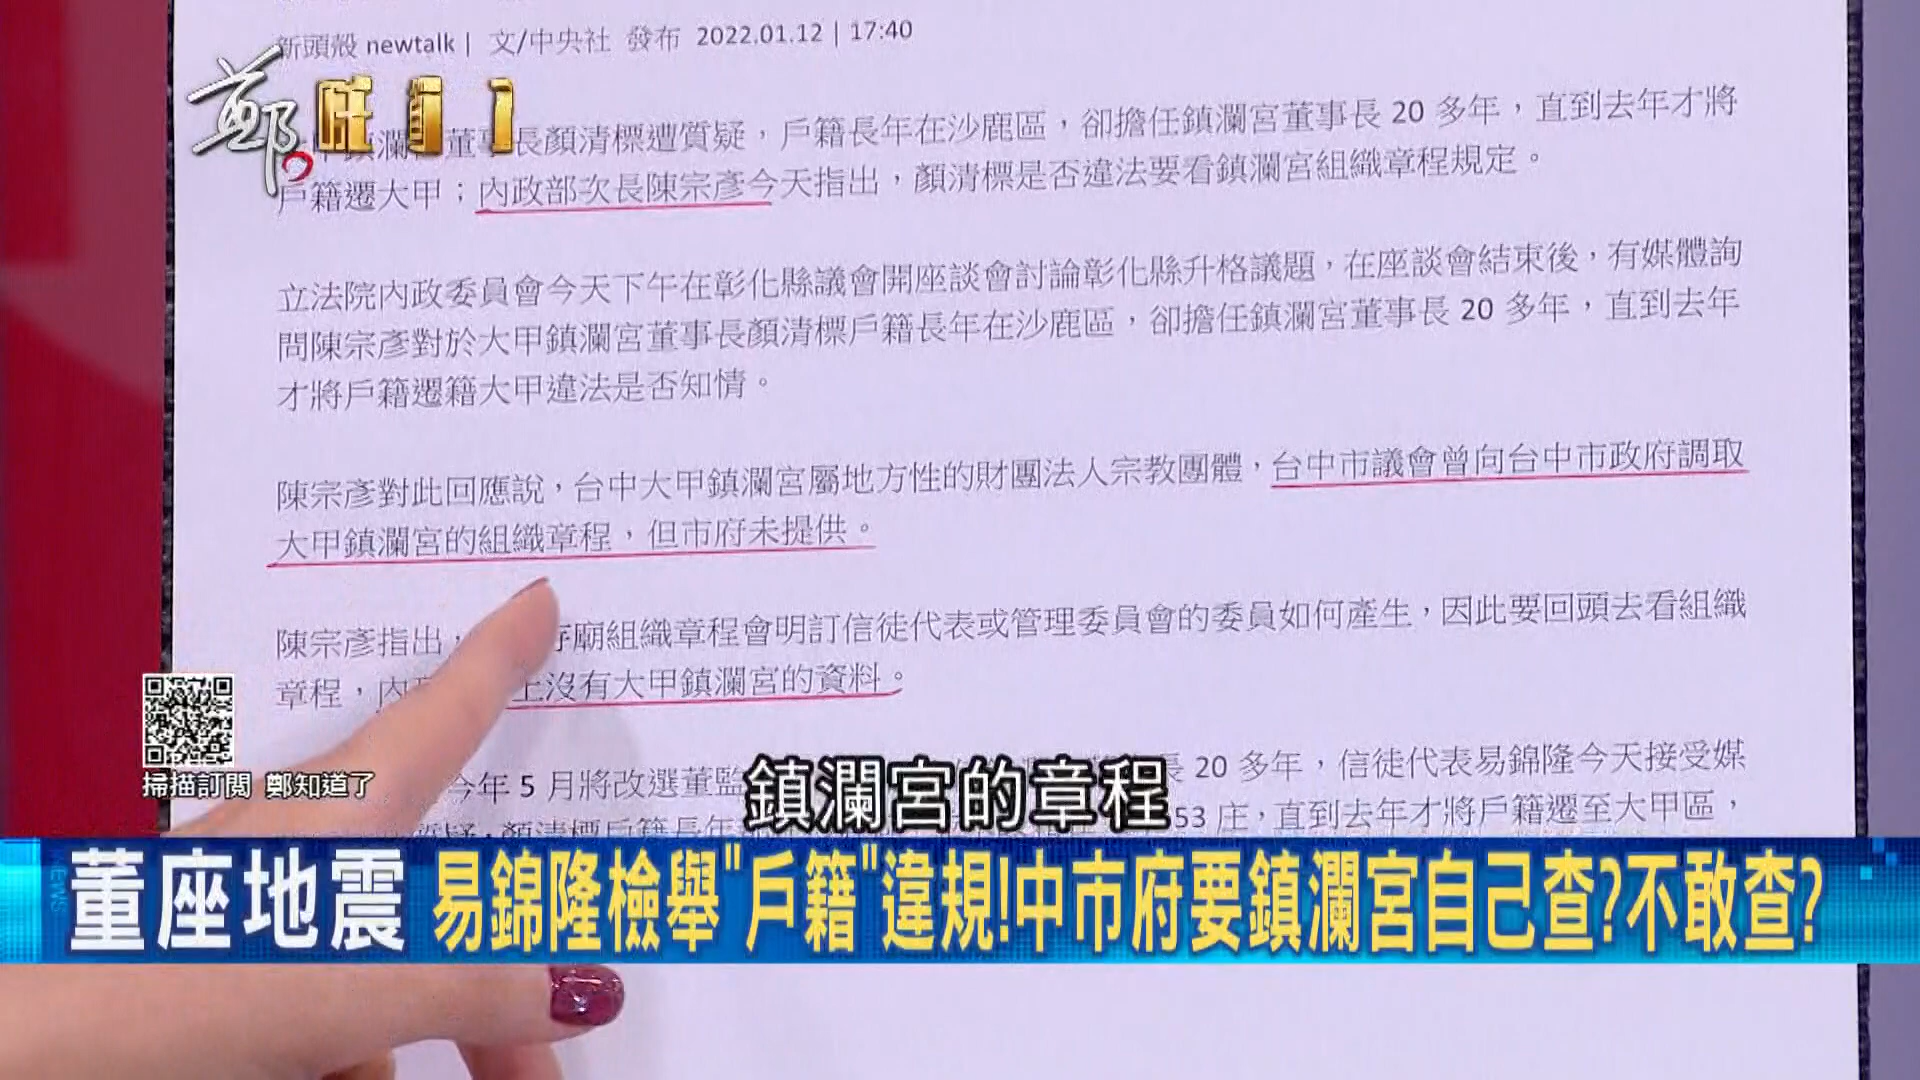 新頭殼 newtalk | 文/中央社 發布 2022.01.12 | 17:40
鄭
鎮瀾 董事長顏清標遭質疑，戶籍長年在沙鹿區，卻擔任鎮瀾宮董事長 20 多年，直到去年才將
戶籍遷大甲；內政部次長陳宗彥今天指出，顏清標是否違法要看鎮瀾宮組織章程規定。
立法院內政委員會今天下午在彰化縣議會開座談會討論彰化縣升格議題，在座談會結束後，有媒體詢
問陳宗彥對於大甲鎮瀾宮董事長顏清標戶籍長年在沙鹿區，卻擔任鎮瀾宮董事長 20 多年，直到去年
才將戶籍遷籍大甲違法是否知情。
陳宗彥對此回應說，台中大甲鎮瀾宮屬地方性的財團法人宗教團體，台中市議會曾向台中市政府調取
大甲鎮瀾宮的組織章程，但市府未提供。
陳宗彥指出， 寺廟組織章程會明訂信徒代表或管理委員會的委員如何產生，因此要回頭去看組織
章程，內 上沒有大甲鎮瀾宮的資料。
今年 5 月將改選董監 長 20 多年，信徒代表易錦隆今天接受媒
質疑，顏清標戶籍長年 53 庄，直到去年才將戶籍遷至大甲區，
掃描訂閱 鄭知道了
鎮瀾宮的章程
董座地震 易錦隆檢舉"戶籍"違規!中市府要鎮瀾宮自己查?不敢查?